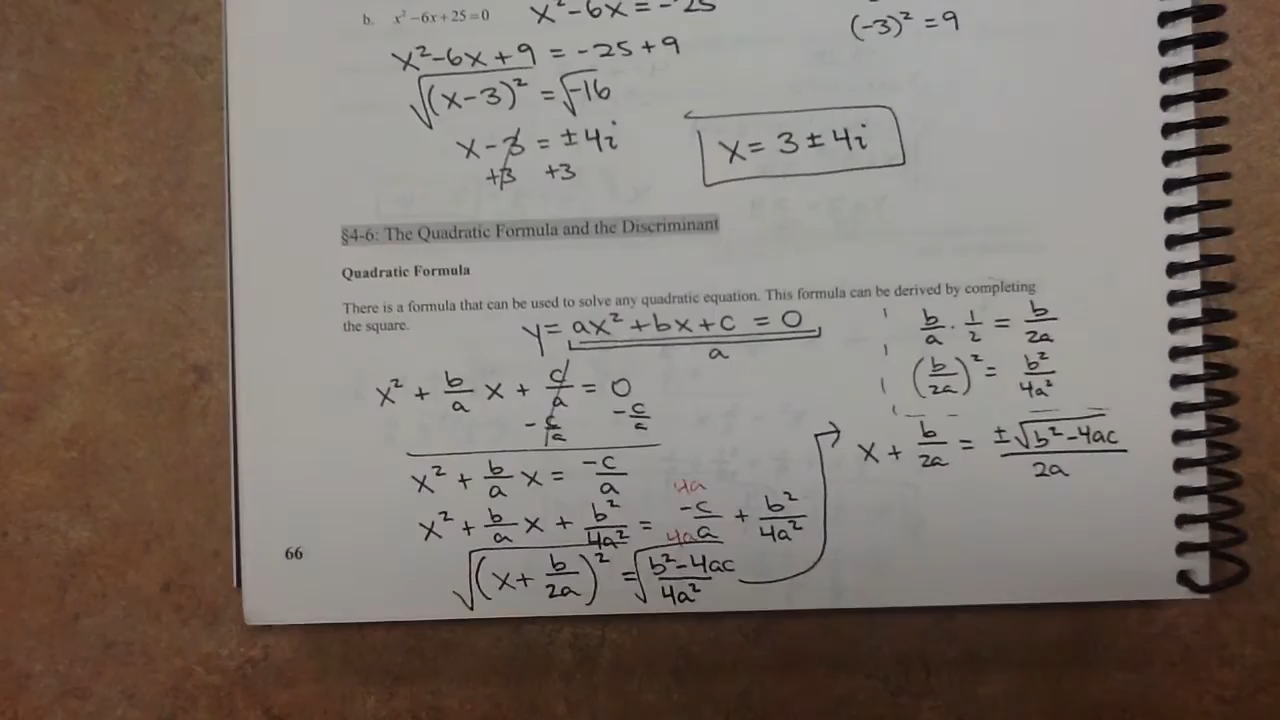 b. x² – 6x + 25 = 0 x² – 6x = -25
(-3)² = 9
x² – 6x + 9 = -25 + 9
√(x – 3)² = √-16
x – 3 = ± 4i
+3 +3
x = 3 ± 4i
§4-6: The Quadratic Formula and the Discriminant
Quadratic Formula
There is a formula that can be used to solve any quadratic equation. This formula can be derived by completing
the square.
y = ax² + bx + c = 0
a
b/a · 1/2 = b/2a
(b/2a)² = b²/4a²
x² + b/a x + c/a = 0
- c/a - c/a
x² + b/a x = -c/a
4a
x² + b/a x + b²/4a² = -c/a + b²/4a²
4a
√(x + b/2a)² = √(b² – 4ac)/4a²
x + b/2a = ±√(b² – 4ac)/2a
66